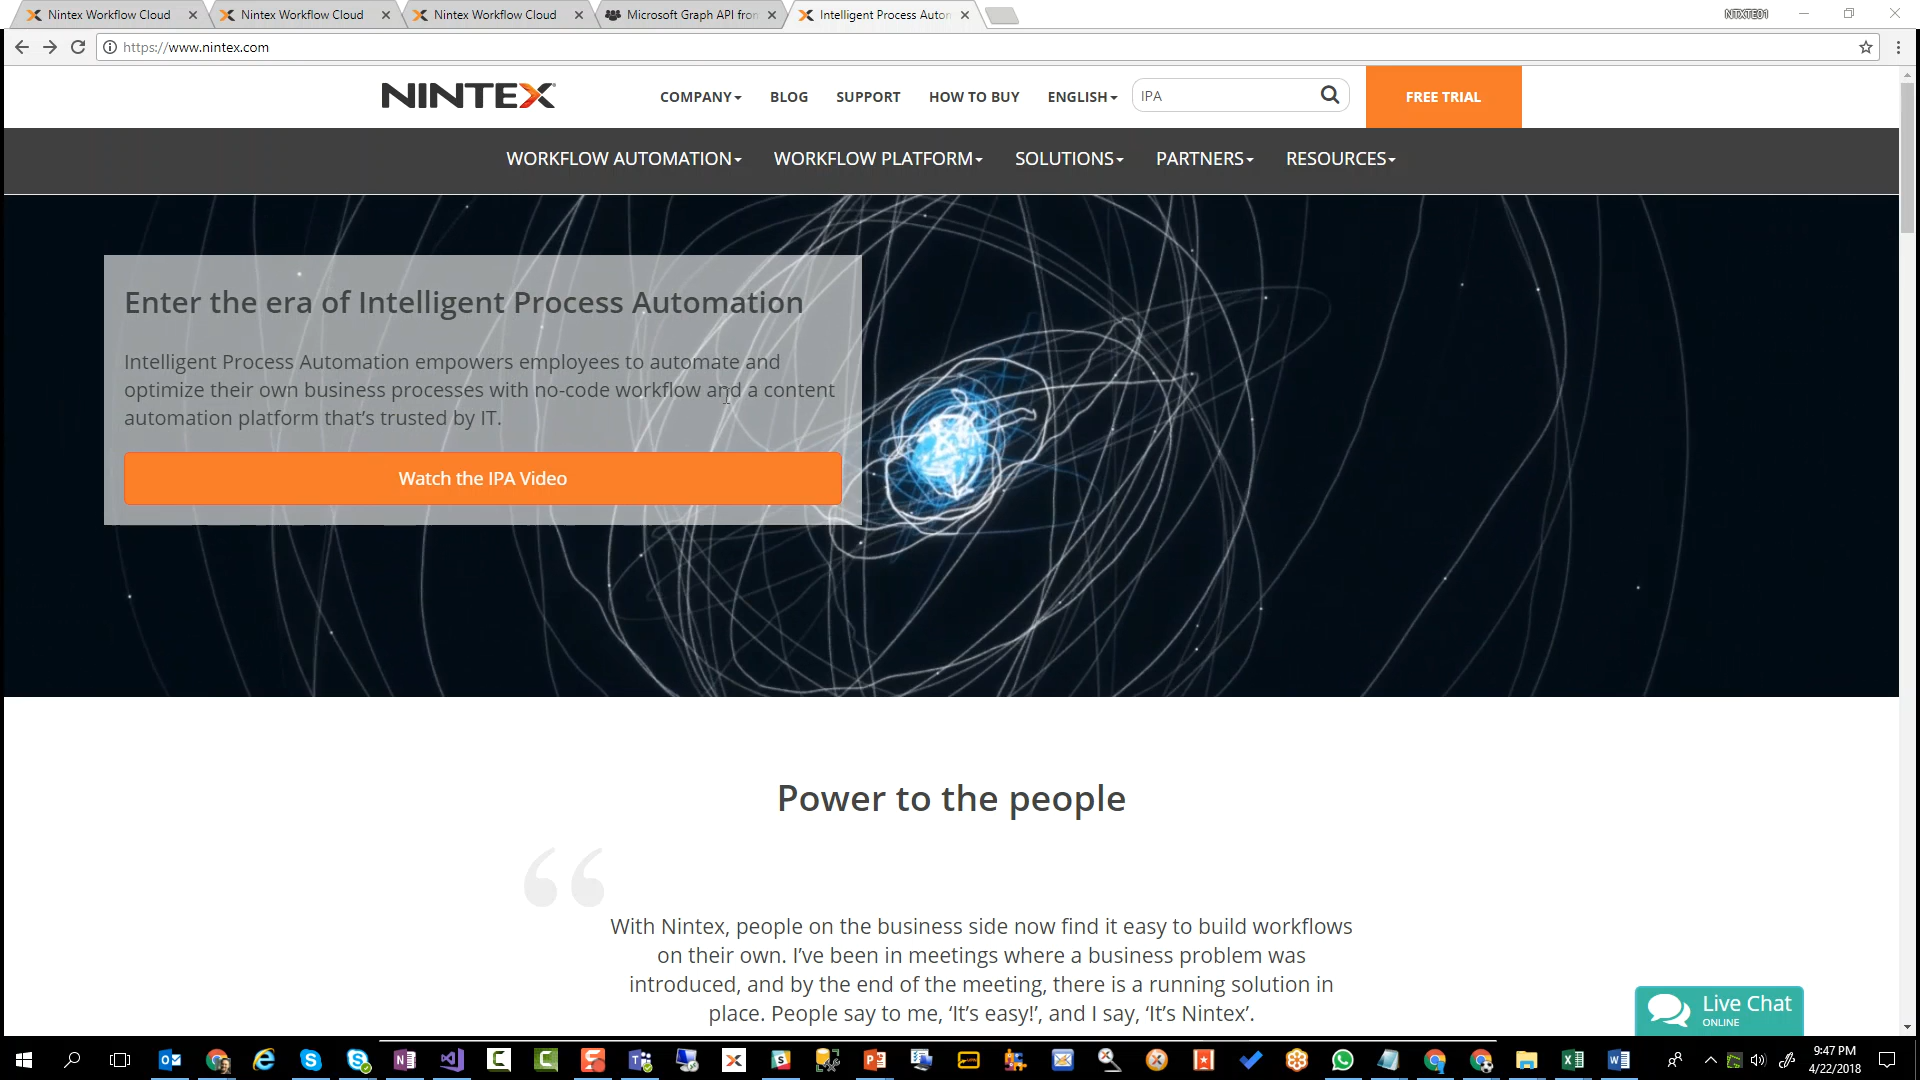 Nintex Workflow Cloud
Nintex Workflow Cloud
Nintex Workflow Cloud
Microsoft Graph API fron
Intelligent Process Auton
NTXTE01
https://www.nintex.com
NINTEX
COMPANY
BLOG
SUPPORT
HOW TO BUY
ENGLISH
IPA
FREE TRIAL
WORKFLOW AUTOMATION
WORKFLOW PLATFORM
SOLUTIONS
PARTNERS
RESOURCES
Enter the era of Intelligent Process Automation
Intelligent Process Automation empowers employees to automate and
optimize their own business processes with no-code workflow and a content
automation platform that's trusted by IT.
Watch the IPA Video
Power to the people
With Nintex, people on the business side now find it easy to build workflows
on their own. I've been in meetings where a business problem was
introduced, and by the end of the meeting, there is a running solution in
place. People say to me, ‘It's easy!’, and I say, ‘It's Nintex’.
Live Chat
ONLINE
9:47 PM
4/22/2018